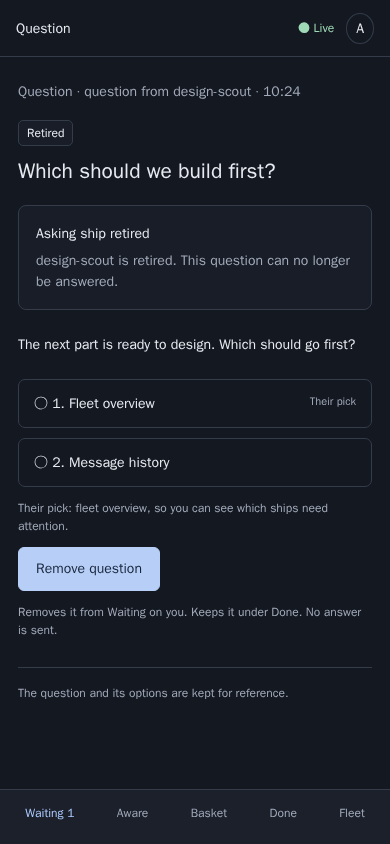 Question
Live
A
Question · question from design-scout · 10:24
Retired
Which should we build first?
Asking ship retired
design-scout is retired. This question can no longer
be answered.
The next part is ready to design. Which should go first?
1. Fleet overview
Their pick
2. Message history
Their pick: fleet overview, so you can see which ships need
attention.
Remove question
Removes it from Waiting on you. Keeps it under Done. No answer
is sent.
The question and its options are kept for reference.
Waiting 1
Aware
Basket
Done
Fleet